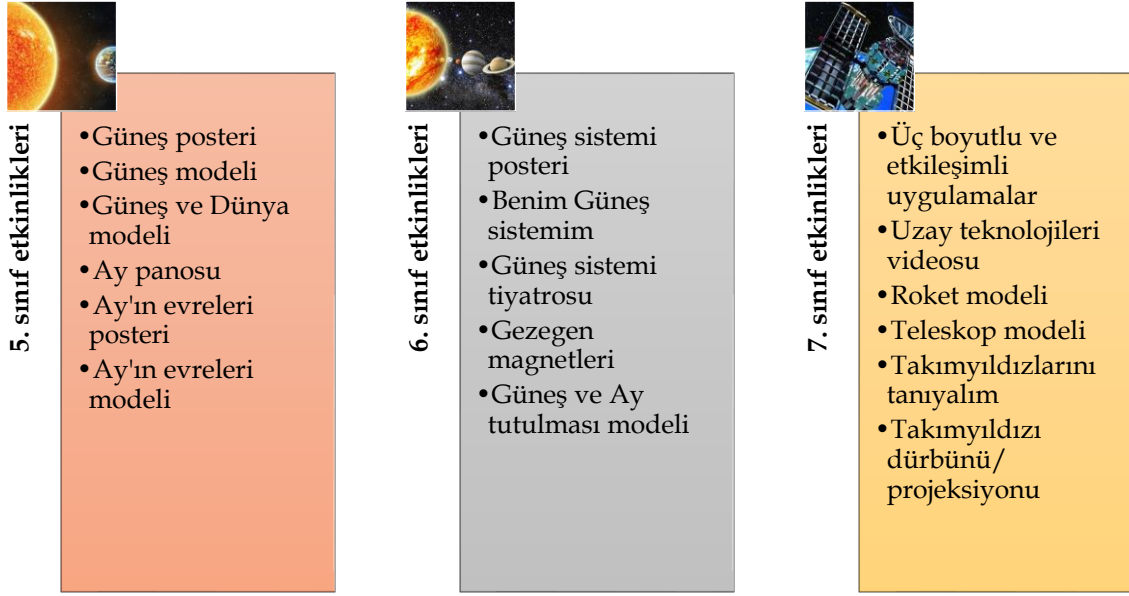 5. sınıf etkinlikleri
•Güneş posteri
•Güneş modeli
•Güneş ve Dünya
modeli
•Ay panosu
•Ay'ın evreleri
posteri
•Ay'ın evreleri
modeli
6. sınıf etkinlikleri
•Güneş sistemi
posteri
•Benim Güneş
sistemim
•Güneş sistemi
tiyatrosu
•Gezegen
magnetleri
•Güneş ve Ay
tutulması modeli
7. sınıf etkinlikleri
•Üç boyutlu ve
etkileşimli
uygulamalar
•Uzay teknolojileri
videosu
•Roket modeli
•Teleskop modeli
•Takımyıldızlarını
tanıyalım
•Takımyıldızı
dürbünü/
projeksiyonu